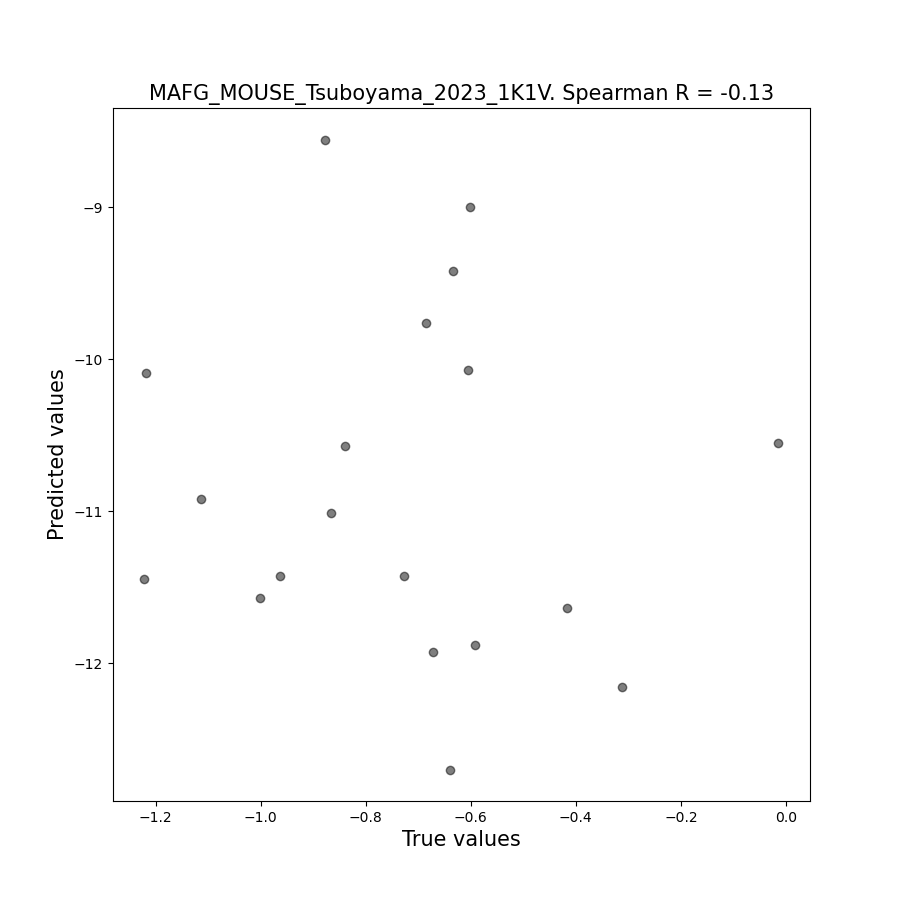 MAFG_MOUSE_Tsuboyama_2023_1K1V. Spearman R = -0.13
−9
−10
−11
−12
Predicted values
−1.2 −1.0 −0.8 −0.6 −0.4 −0.2 0.0
True values